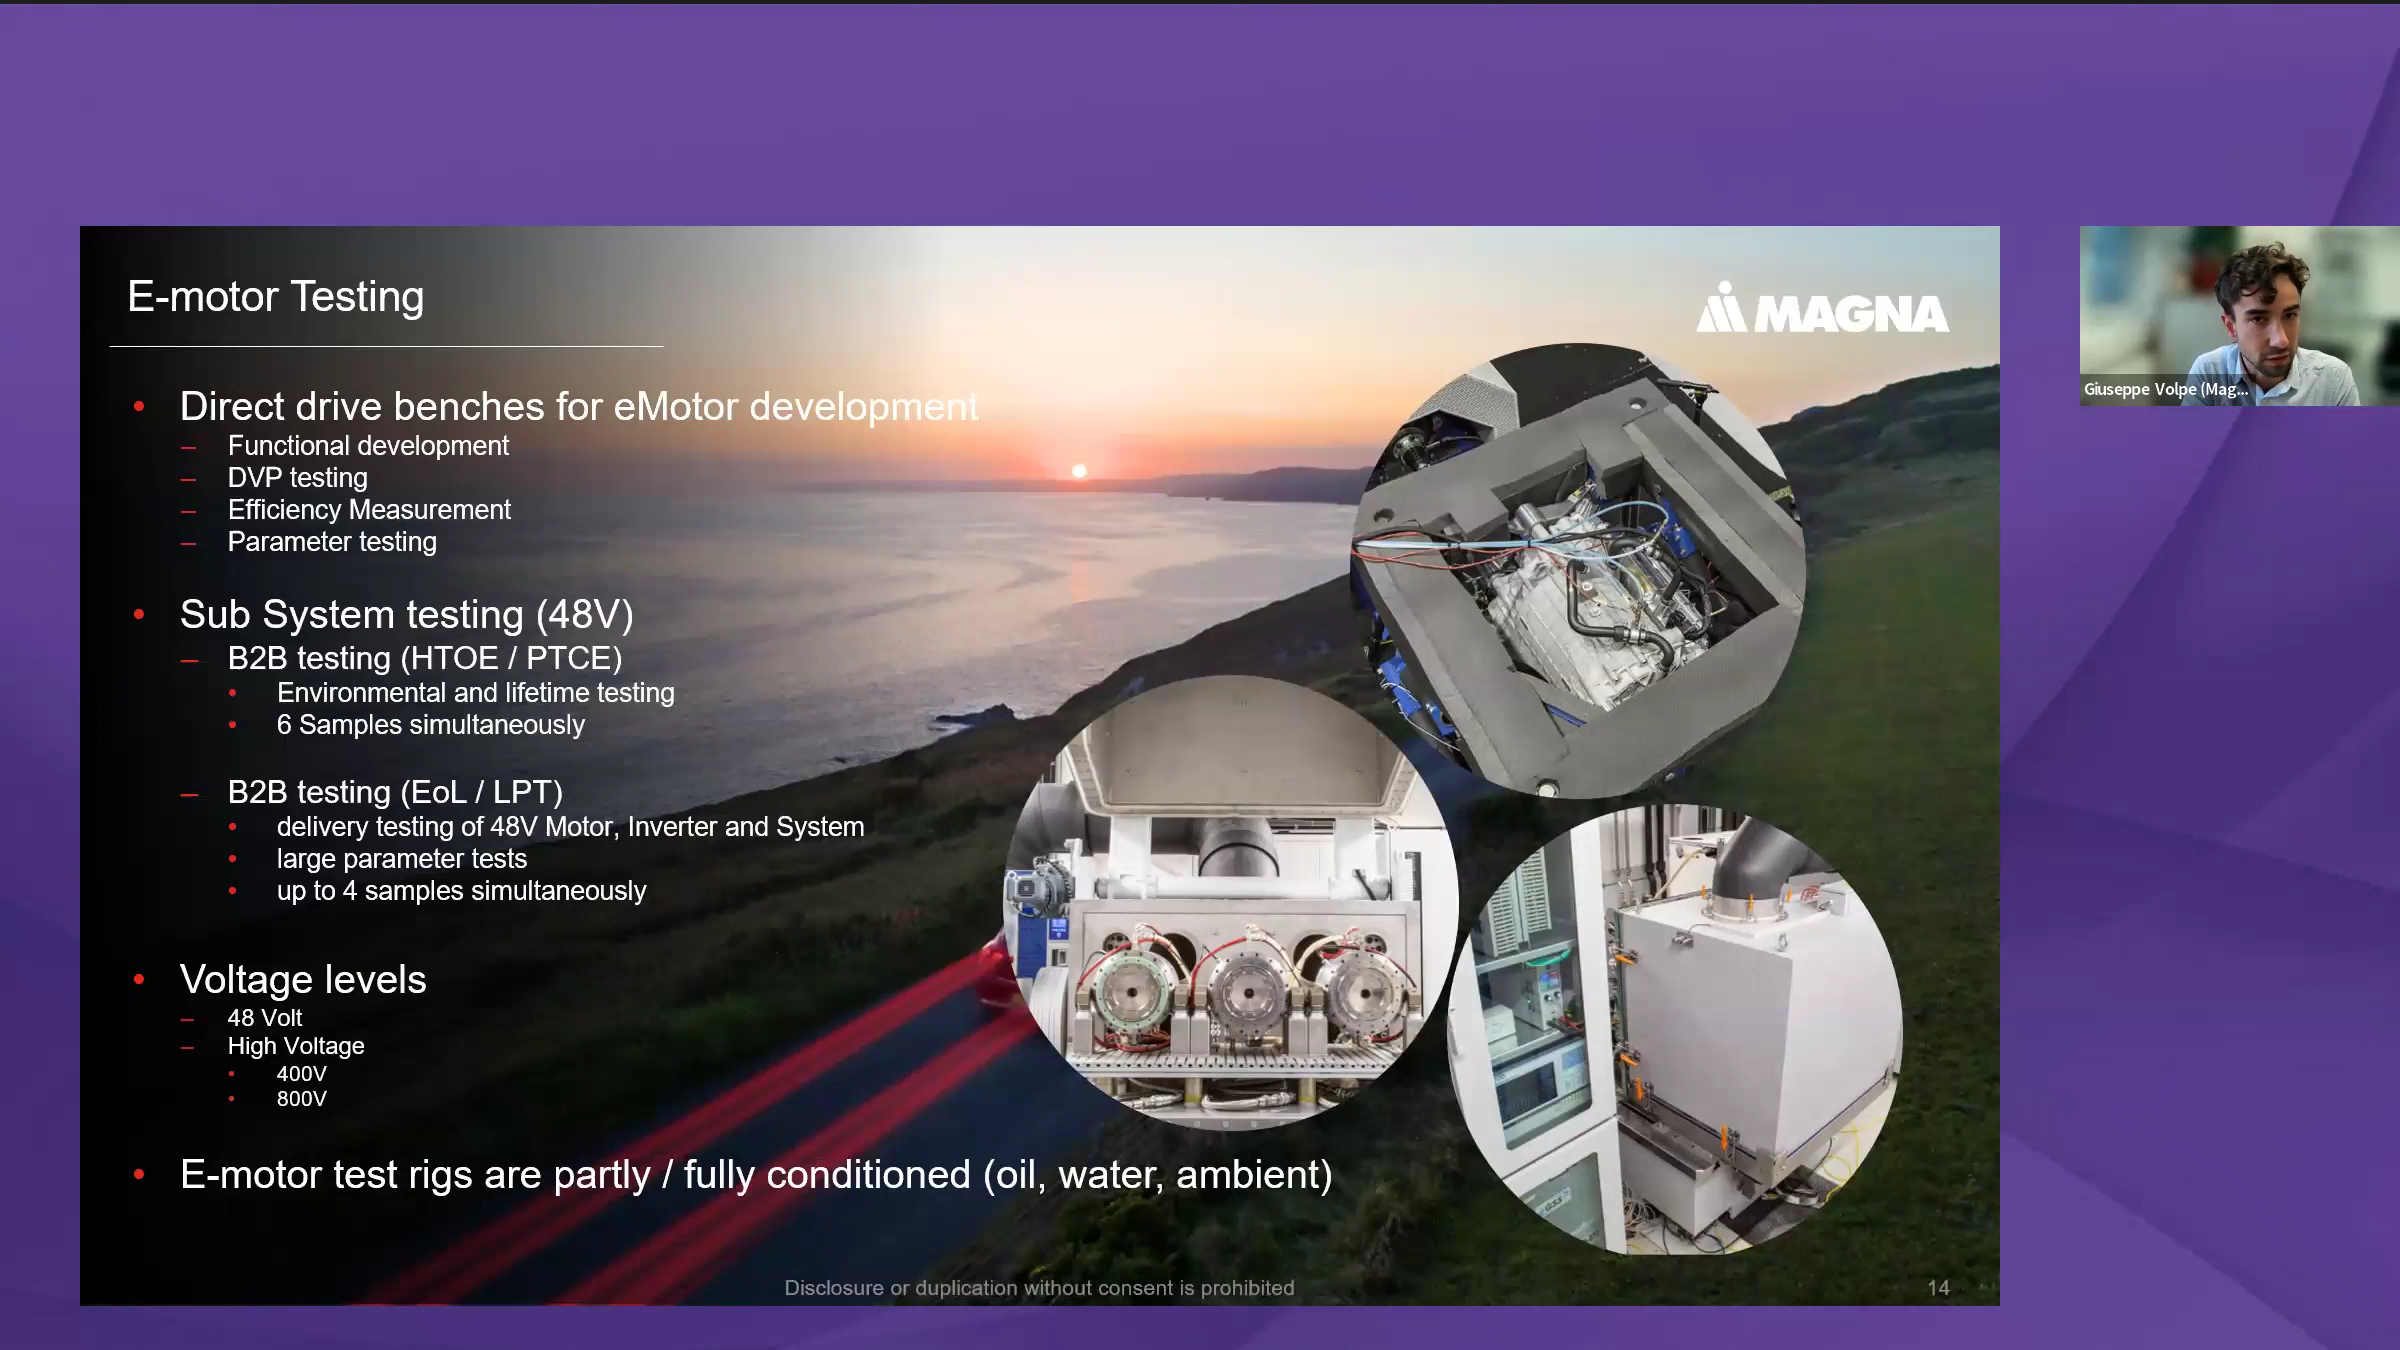 E-motor Testing
MAGNA
• Direct drive benches for eMotor development
– Functional development
– DVP testing
– Efficiency Measurement
– Parameter testing
• Sub System testing (48V)
– B2B testing (HTOE / PTCE)
• Environmental and lifetime testing
• 6 Samples simultaneously
– B2B testing (EoL / LPT)
• delivery testing of 48V Motor, Inverter and System
• large parameter tests
• up to 4 samples simultaneously
• Voltage levels
– 48 Volt
– High Voltage
• 400V
• 800V
• E-motor test rigs are partly / fully conditioned (oil, water, ambient)
Disclosure or duplication without consent is prohibited
14
Giuseppe Volpe (Mag...